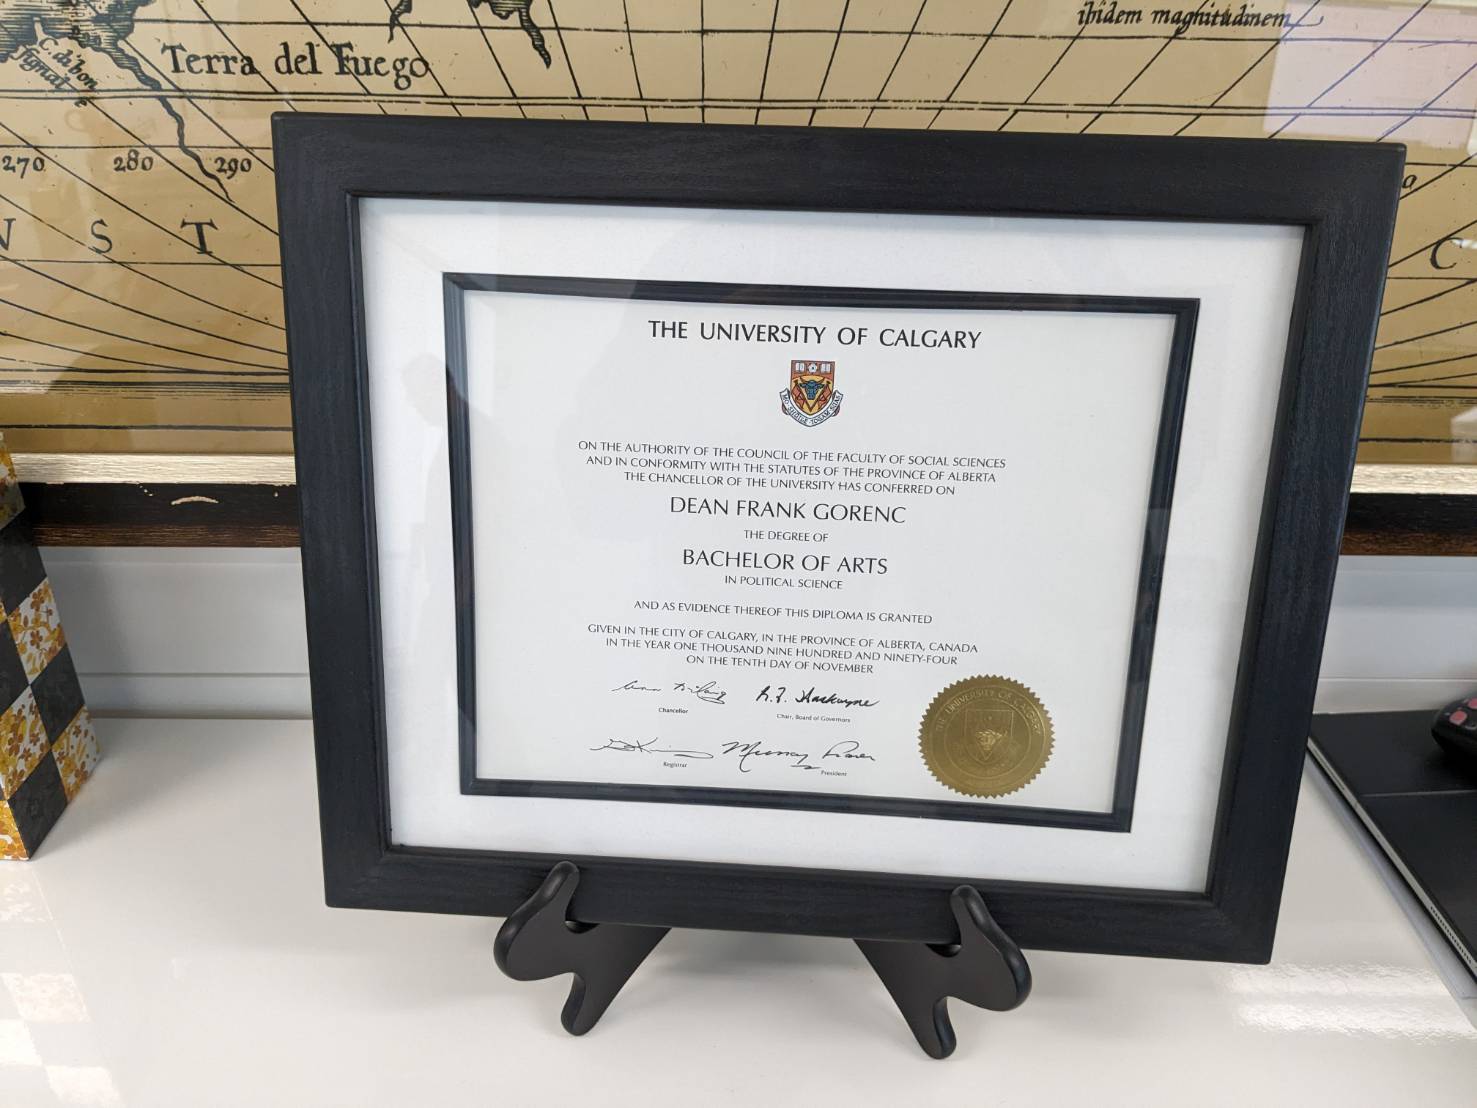 ibidem magnitudinem
C. di bon
signal
Terra del Fuego
270 280 290
S T
C
THE UNIVERSITY OF CALGARY
ON THE AUTHORITY OF THE COUNCIL OF THE FACULTY OF SOCIAL SCIENCES
AND IN CONFORMITY WITH THE STATUTES OF THE PROVINCE OF ALBERTA
THE CHANCELLOR OF THE UNIVERSITY HAS CONFERRED ON
DEAN FRANK GORENC
THE DEGREE OF
BACHELOR OF ARTS
IN POLITICAL SCIENCE
AND AS EVIDENCE THEREOF THIS DIPLOMA IS GRANTED
GIVEN IN THE CITY OF CALGARY, IN THE PROVINCE OF ALBERTA, CANADA
IN THE YEAR ONE THOUSAND NINE HUNDRED AND NINETY-FOUR
ON THE TENTH DAY OF NOVEMBER
Chancellor
Chair, Board of Governors
Registrar
Murray Fraser
President
THE UNIVERSITY OF CALGARY